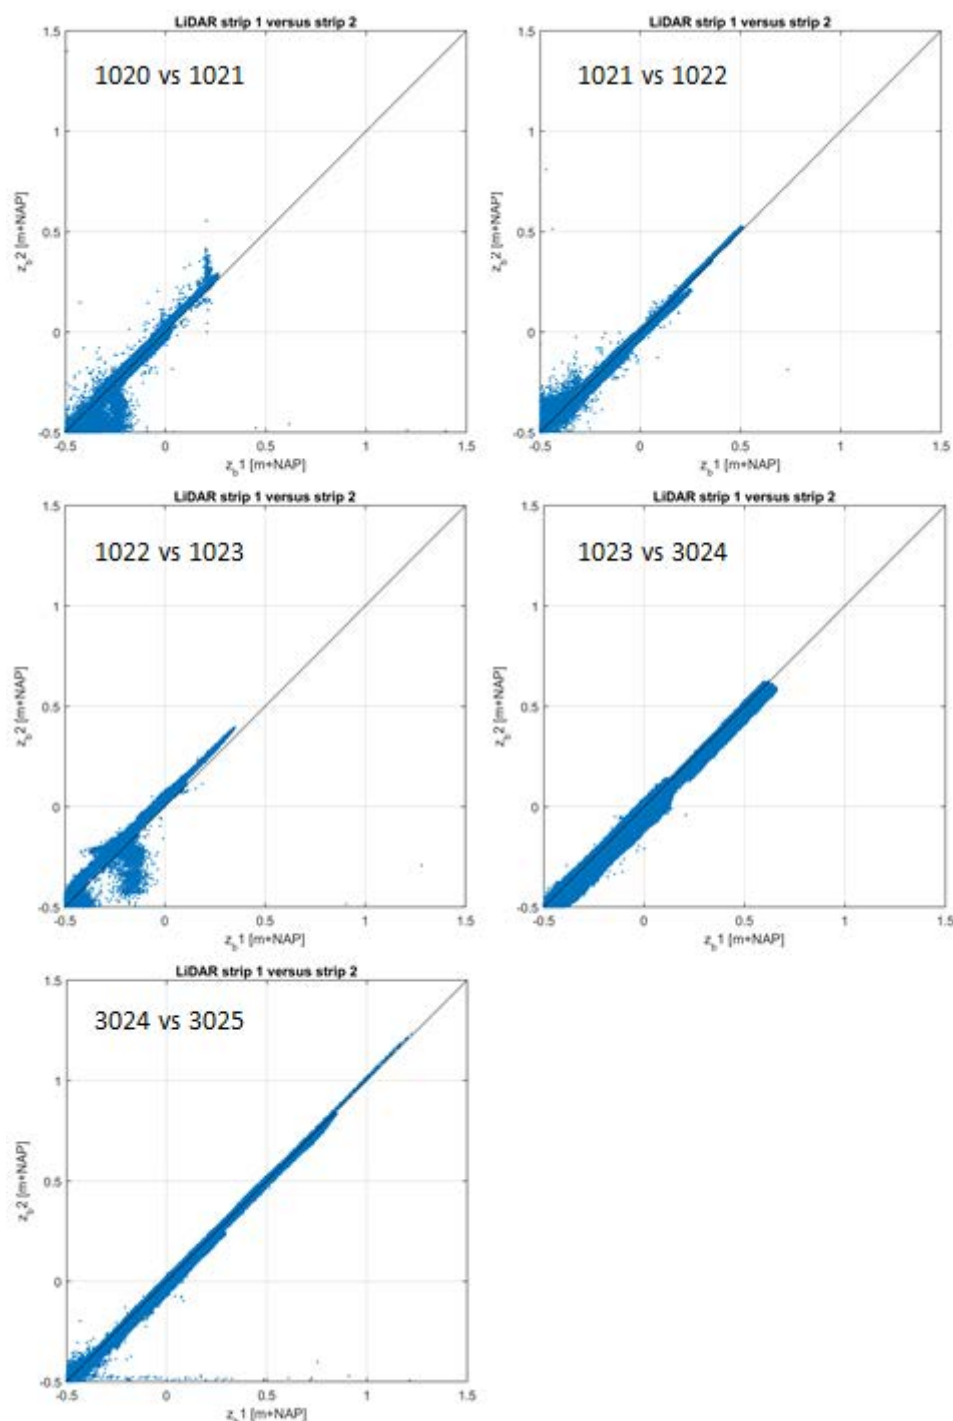 LiDAR strip 1 versus strip 2
1020 vs 1021
1.5
1
0.5
0
-0.5
z_b2 [m+NAP]
-0.5 0 0.5 1 1.5
z_b1 [m+NAP]
LiDAR strip 1 versus strip 2
1021 vs 1022
1.5
1
0.5
0
-0.5
z_b2 [m+NAP]
-0.5 0 0.5 1 1.5
z_b1 [m+NAP]
LiDAR strip 1 versus strip 2
1022 vs 1023
1.5
1
0.5
0
-0.5
z_b2 [m+NAP]
-0.5 0 0.5 1 1.5
z_b1 [m+NAP]
LiDAR strip 1 versus strip 2
1023 vs 3024
1.5
1
0.5
0
-0.5
z_b2 [m+NAP]
-0.5 0 0.5 1 1.5
z_b1 [m+NAP]
LiDAR strip 1 versus strip 2
3024 vs 3025
1.5
1
0.5
0
-0.5
z_b2 [m+NAP]
-0.5 0 0.5 1 1.5
z_b1 [m+NAP]